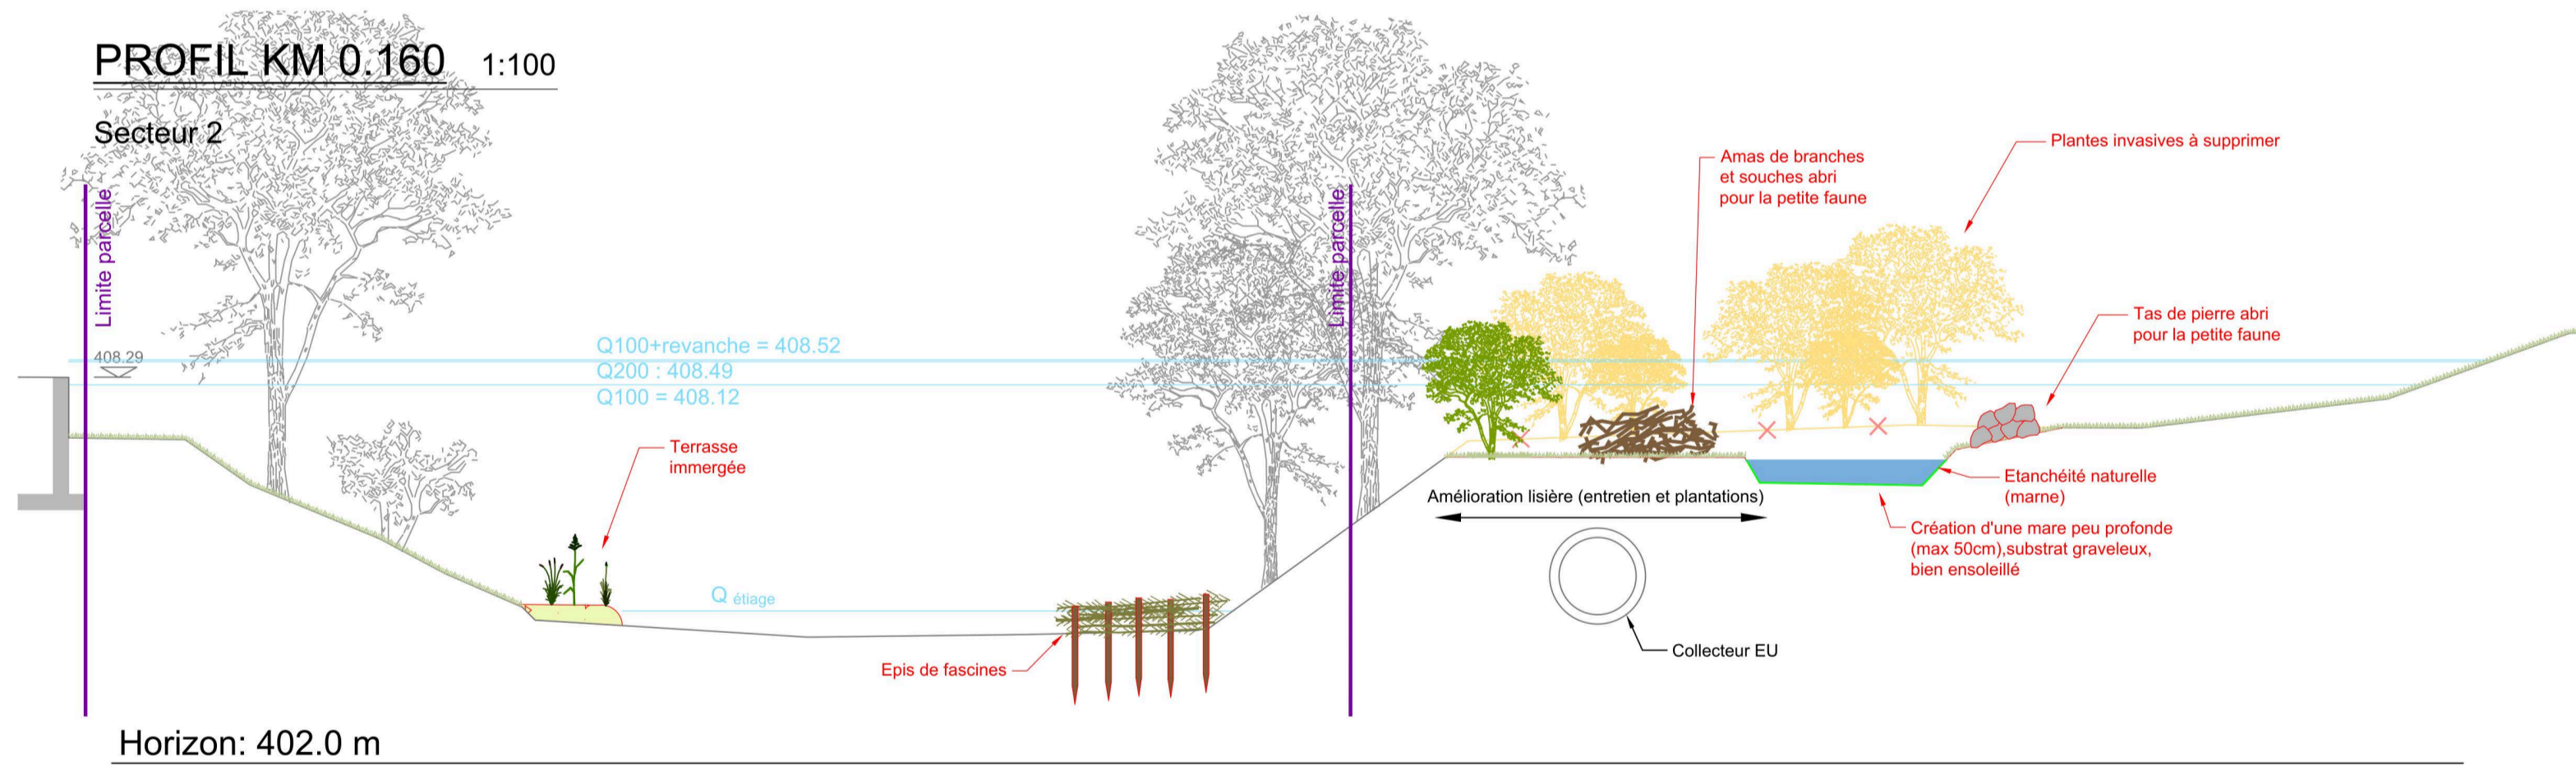 PROFIL KM 0.160 1:100
Secteur 2
Limite parcelle
408.29
Q100+revanche = 408.52
Q200 : 408.49
Q100 = 408.12
Terrasse
immergée
Q étiage
Epis de fascines
Limite parcelle
Amas de branches
et souches abri
pour la petite faune
Plantes invasives à supprimer
Tas de pierre abri
pour la petite faune
Etanchéité naturelle
(marne)
Amélioration lisière (entretien et plantations)
Création d'une mare peu profonde
(max 50cm),substrat graveleux,
bien ensoleillé
Collecteur EU
Horizon: 402.0 m